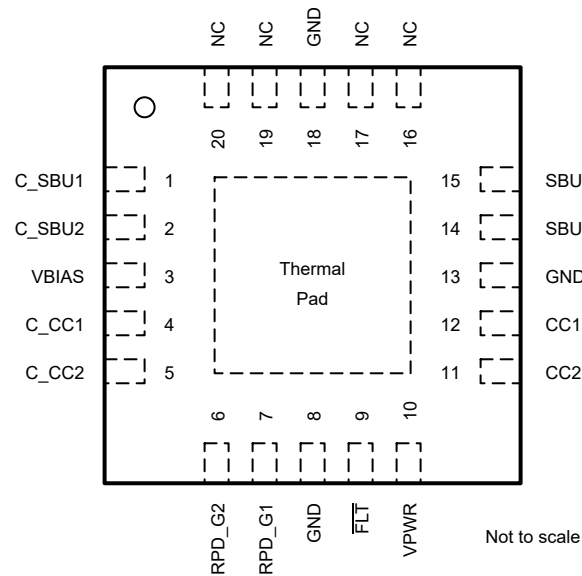 NC NC GND NC NC
20 19 18 17 16
C_SBU1 1 15 SBU
C_SBU2 2 14 SBU
VBIAS 3 13 GND
C_CC1 4 12 CC1
C_CC2 5 11 CC2
Thermal
Pad
6 7 8 9 10
RPD_G2 RPD_G1 GND FLT VPWR
Not to scale